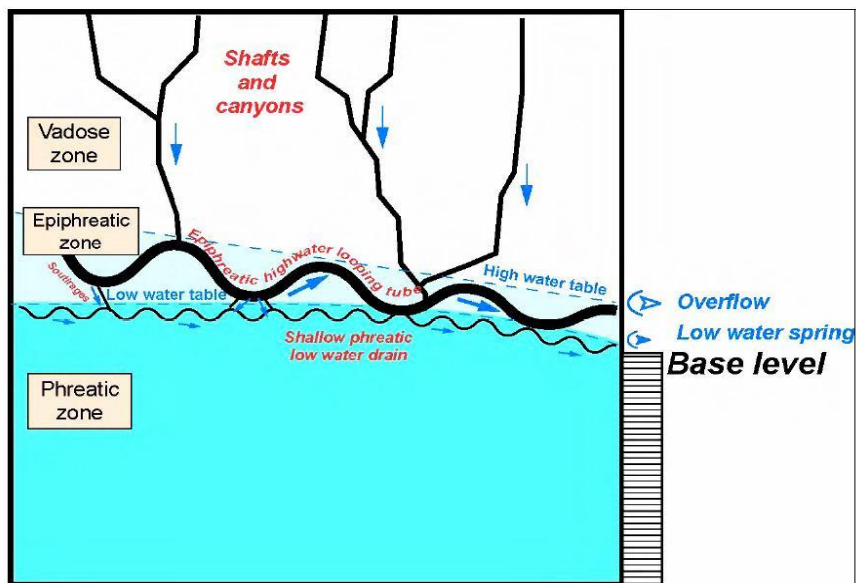 Shafts
and
canyons
Vadose
zone
Epiphreatic
zone
Epiphreatic highwater looping tube
High water table
Soutirages
Low water table
Overflow
Low water spring
Shallow phreatic
low water drain
Base level
Phreatic
zone